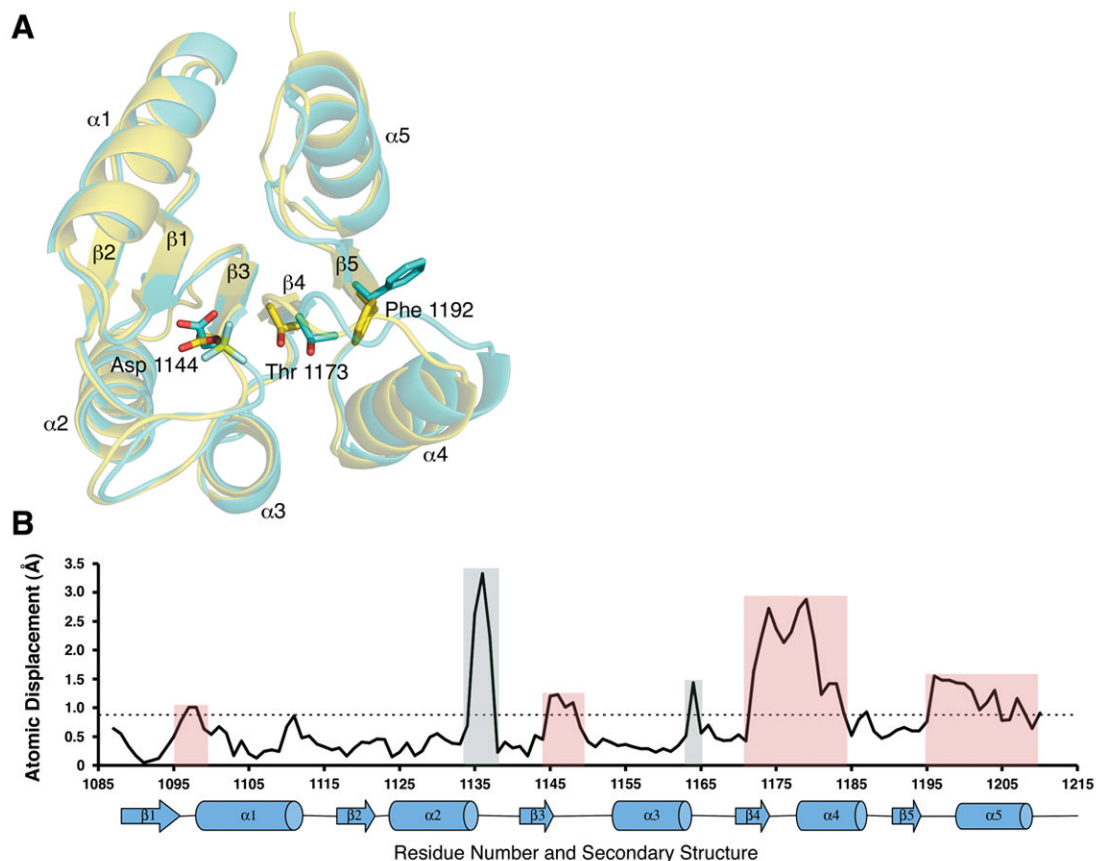 A
α1
α5
β2
β1
β3
β4
β5
Phe 1192
Asp 1144
Thr 1173
α2
α4
α3
B
Atomic Displacement (Å)
3.5
3.0
2.5
2.0
1.5
1.0
0.5
0
1085 1095 1105 1115 1125 1135 1145 1155 1165 1175 1185 1195 1205 1215
β1 α1 β2 α2 β3 α3 β4 α4 β5 α5
Residue Number and Secondary Structure